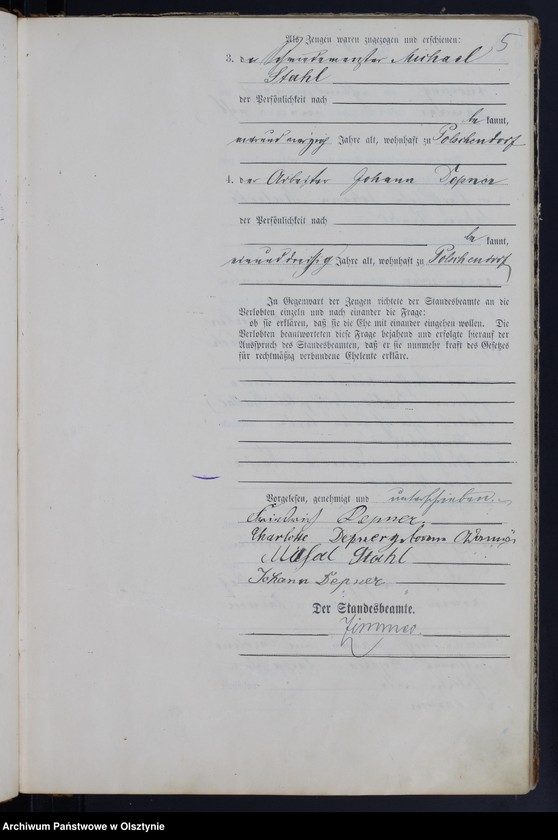 5
Als Zeugen waren zugezogen und erschienen:
3. der Michael
Stahl
der Persönlichkeit nach
be kannt,
Jahre alt, wohnhaft zu Polschendorf
4. der Arbeiter Johann Depner
der Persönlichkeit nach
be kannt,
einunddreißig Jahre alt, wohnhaft zu Polschendorf
In Gegenwart der Zeugen richtete der Standesbeamte an die
Verlobten einzeln und nach einander die Frage:
ob sie erklären, daß sie die Ehe mit einander eingehen wollen. Die
Verlobten beantworteten diese Frage bejahend und erfolgte hierauf der
Ausspruch des Standesbeamten, daß er sie nunmehr kraft des Gesetzes
für rechtmäßig verbundene Eheleute erkläre.
Vorgelesen, genehmigt und unterschrieben.
Friedrich Depner
Charlotte Depner geborene
Stahl
Johann Depner
Der Standesbeamte.
Archiwum Państwowe w Olsztynie